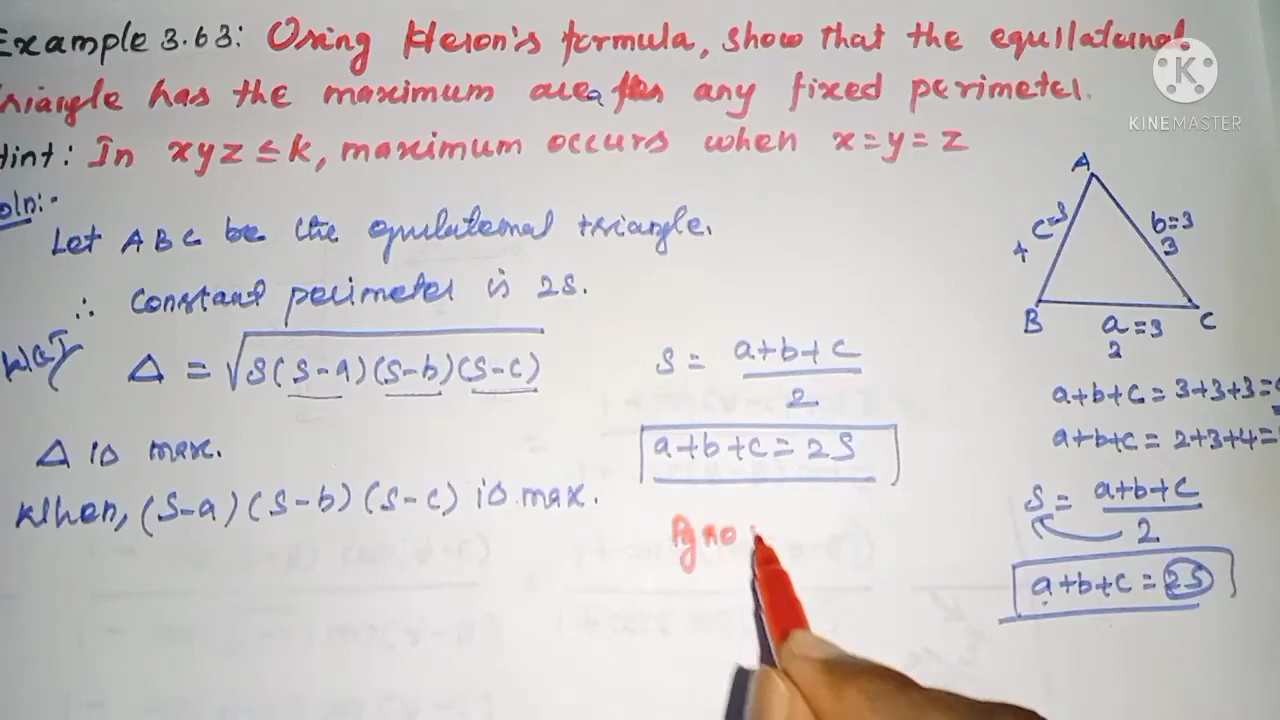 Example 3.63: Using Heron's formula, show that the equilateral
triangle has the maximum area for any fixed perimeter.
Hint: In xyz ≤ k, maximum occurs when x = y = z
Soln:-
Let ABC be the equilateral triangle.
∴ Constant perimeter is 2S.
WKT Δ = √S(S-a)(S-b)(S-c)
Δ is max.
When, (S-a)(S-b)(S-c) is max.
S = a+b+c
2
a+b+c = 2S
Pg no
K
KINEMASTER
A
c=3
4
b=3
3
B
a=3
2
C
a+b+c = 3+3+3=
a+b+c = 2+3+4=
S = a+b+c
2
a+b+c = 2S